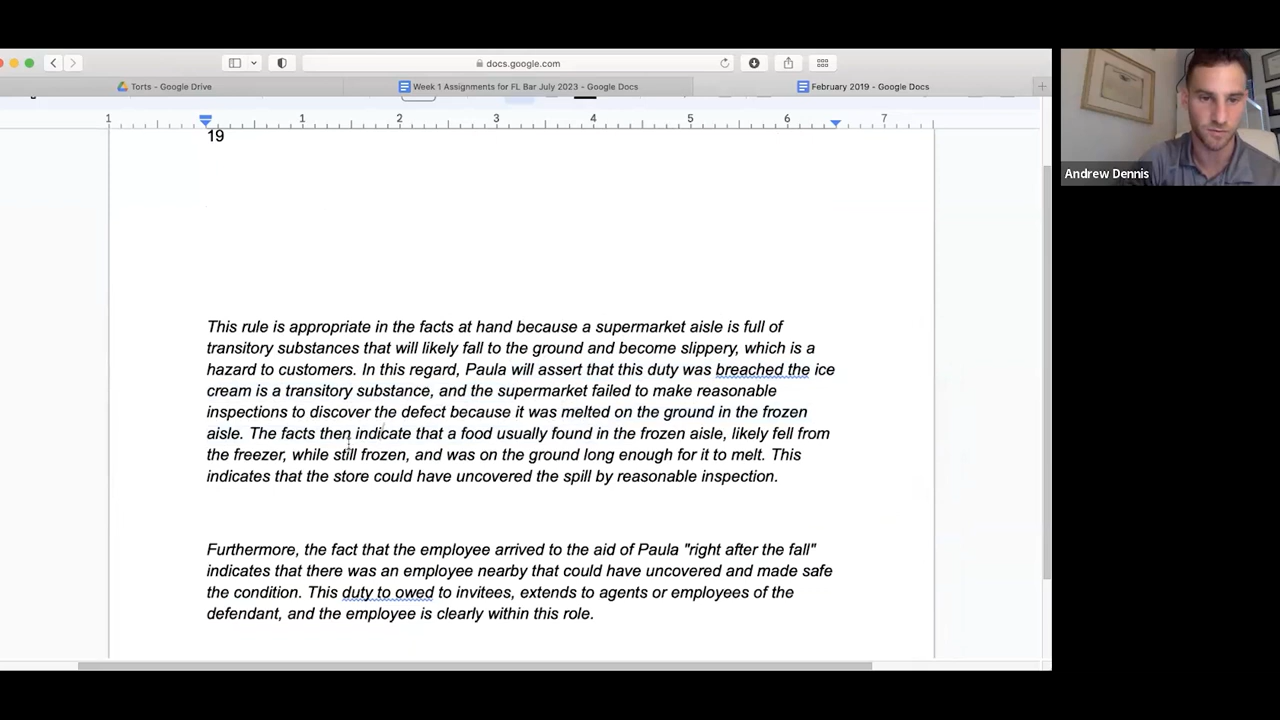 docs.google.com
Torts - Google Drive
Week 1 Assignments for FL Bar July 2023 - Google Docs
February 2019 - Google Docs
1 1 2 3 4 5 6 7
19
Andrew Dennis
This rule is appropriate in the facts at hand because a supermarket aisle is full of
transitory substances that will likely fall to the ground and become slippery, which is a
hazard to customers. In this regard, Paula will assert that this duty was breached the ice
cream is a transitory substance, and the supermarket failed to make reasonable
inspections to discover the defect because it was melted on the ground in the frozen
aisle. The facts then indicate that a food usually found in the frozen aisle, likely fell from
the freezer, while still frozen, and was on the ground long enough for it to melt. This
indicates that the store could have uncovered the spill by reasonable inspection.
Furthermore, the fact that the employee arrived to the aid of Paula "right after the fall"
indicates that there was an employee nearby that could have uncovered and made safe
the condition. This duty to owed to invitees, extends to agents or employees of the
defendant, and the employee is clearly within this role.